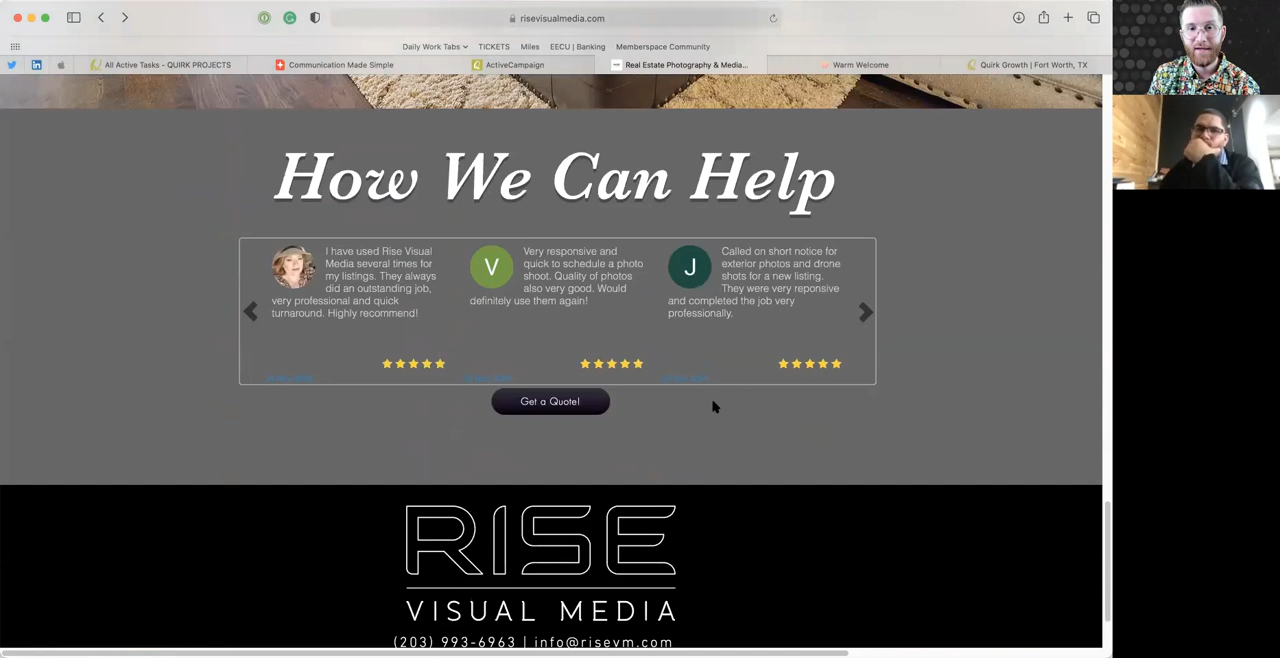 risevisualmedia.com
Daily Work Tabs TICKETS Miles EECU | Banking Memberspace Community
All Active Tasks - QUIRK PROJECTS Communication Made Simple ActiveCampaign Real Estate Photography & Media... Warm Welcome Quirk Growth | Fort Worth, TX
How We Can Help
I have used Rise Visual
Media several times for
my listings. They always
did an outstanding job,
very professional and quick
turnaround. Highly recommend!
V
Very responsive and
quick to schedule a photo
shoot. Quality of photos
also very good. Would
definitely use them again!
J
Called on short notice for
exterior photos and drone
shots for a new listing.
They were very reponsive
and completed the job very
professionally.
Get a Quote!
RISE
VISUAL MEDIA
(203) 993-6963 | info@risevm.com